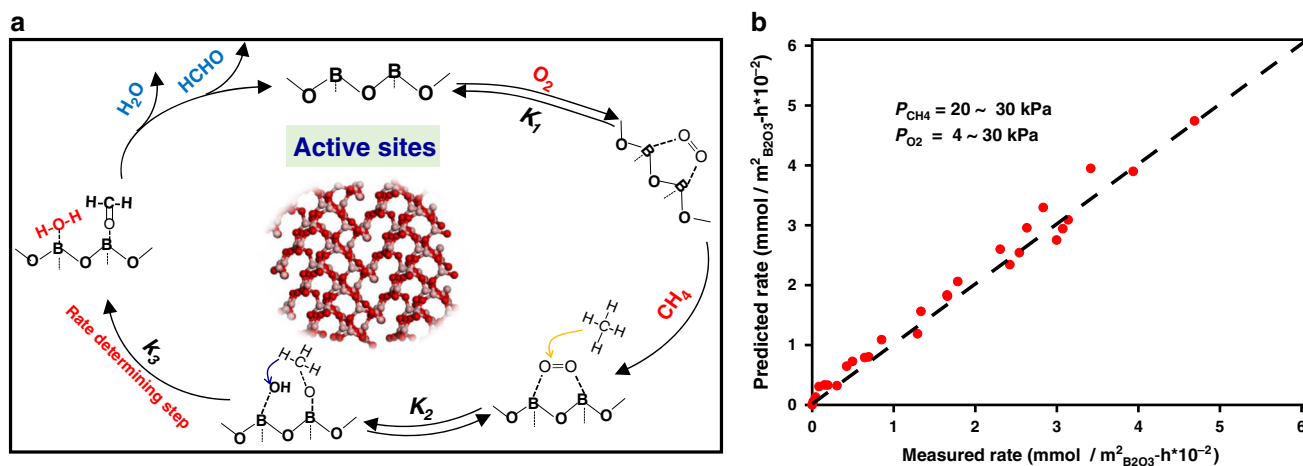 a
H₂O
HCHO
B B
O O O
O₂
K₁
O B O
O O
B
O
Active sites
H-O-H
H-C-H
O
B B
O O O
CH₄
k₃
Rate determining step
H
H-C-H
OH O
B B
O O O
K₂
H
H-C-H
H
O=O
B B
O O O
b
Predicted rate (mmol / m²B2O3-h*10⁻²)
6
5
4
3
2
1
0
P_CH4 = 20 ~ 30 kPa
P_O2 = 4 ~ 30 kPa
0 1 2 3 4 5 6
Measured rate (mmol / m²B2O3-h*10⁻²)